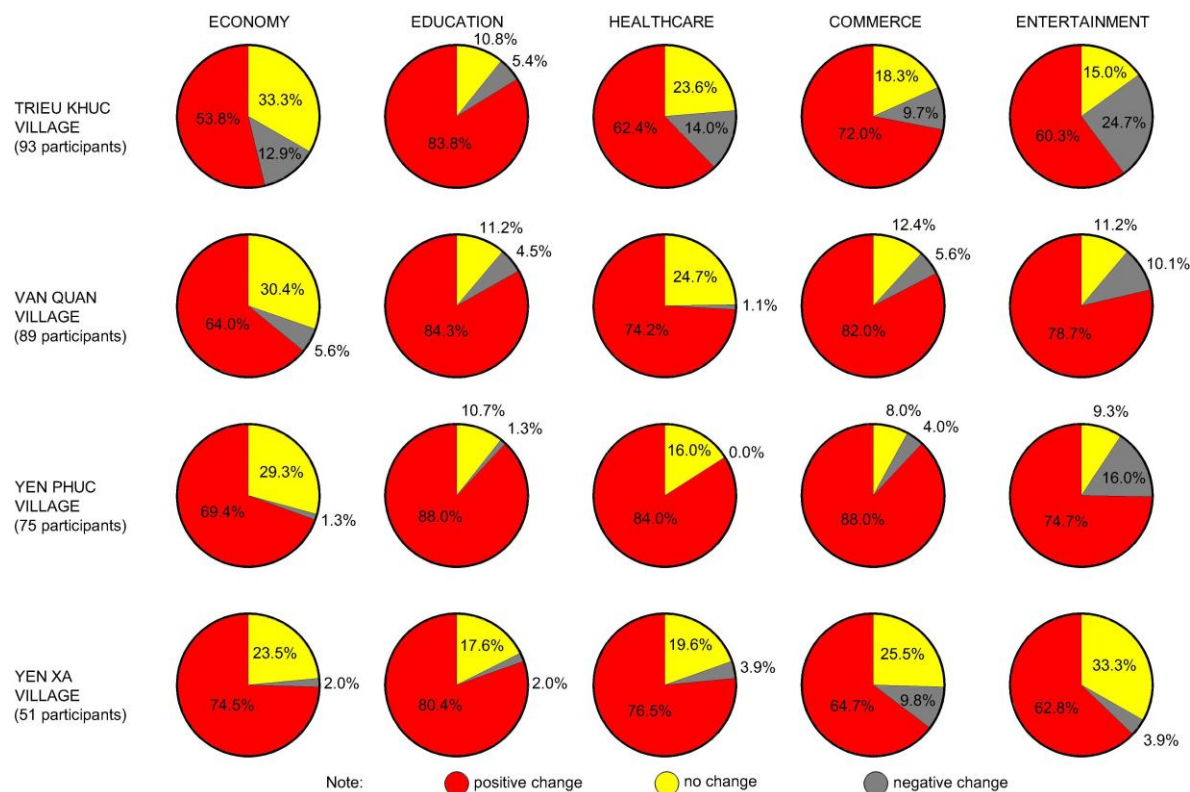 ECONOMY EDUCATION HEALTHCARE COMMERCE ENTERTAINMENT
TRIEU KHUC
VILLAGE
(93 participants)
53.8% 33.3% 12.9%
83.8% 10.8% 5.4%
62.4% 23.6% 14.0%
72.0% 18.3% 9.7%
60.3% 15.0% 24.7%
VAN QUAN
VILLAGE
(89 participants)
64.0% 30.4% 5.6%
84.3% 11.2% 4.5%
74.2% 24.7% 1.1%
82.0% 12.4% 5.6%
78.7% 11.2% 10.1%
YEN PHUC
VILLAGE
(75 participants)
69.4% 29.3% 1.3%
88.0% 10.7% 1.3%
84.0% 16.0% 0.0%
88.0% 8.0% 4.0%
74.7% 9.3% 16.0%
YEN XA
VILLAGE
(51 participants)
74.5% 23.5% 2.0%
80.4% 17.6% 2.0%
76.5% 19.6% 3.9%
64.7% 25.5% 9.8%
62.8% 33.3% 3.9%
Note: positive change no change negative change